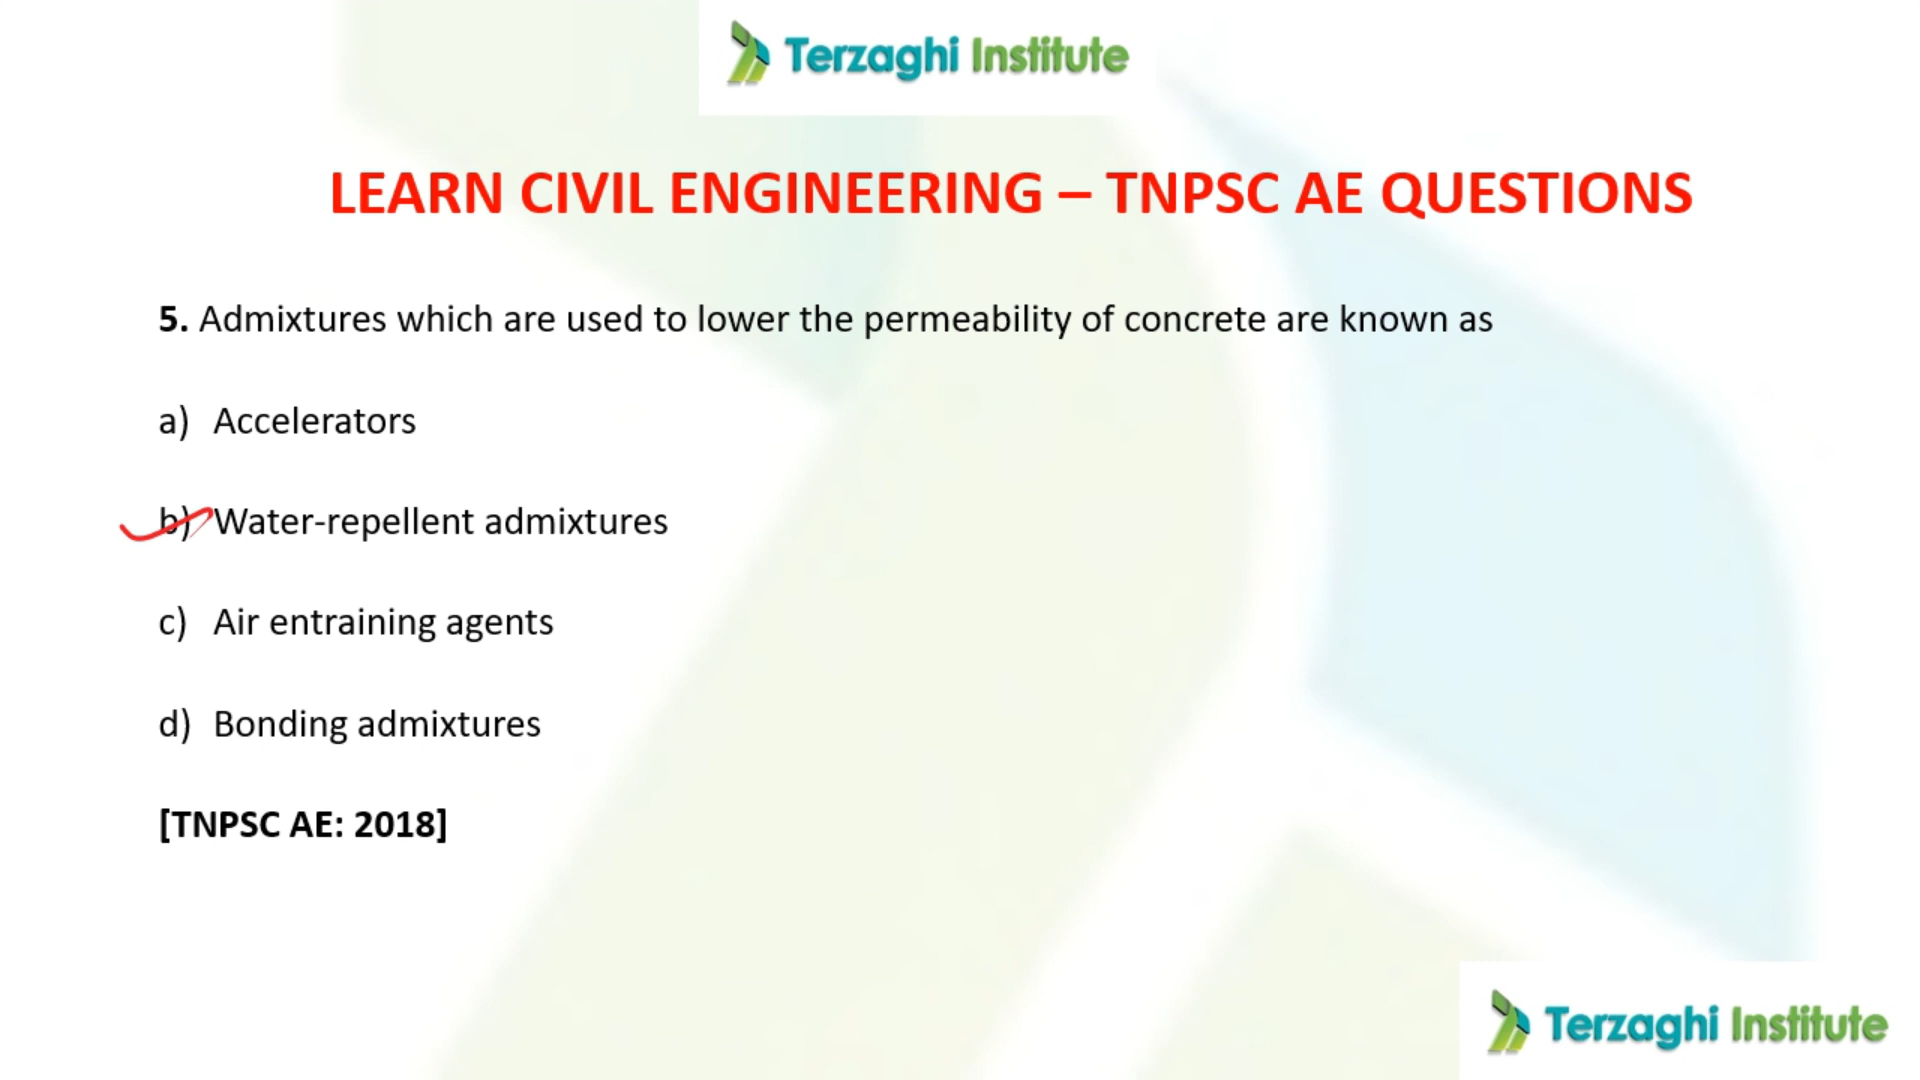 Terzaghi Institute
LEARN CIVIL ENGINEERING – TNPSC AE QUESTIONS
5. Admixtures which are used to lower the permeability of concrete are known as
a) Accelerators
b) Water-repellent admixtures
c) Air entraining agents
d) Bonding admixtures
[TNPSC AE: 2018]
Terzaghi Institute